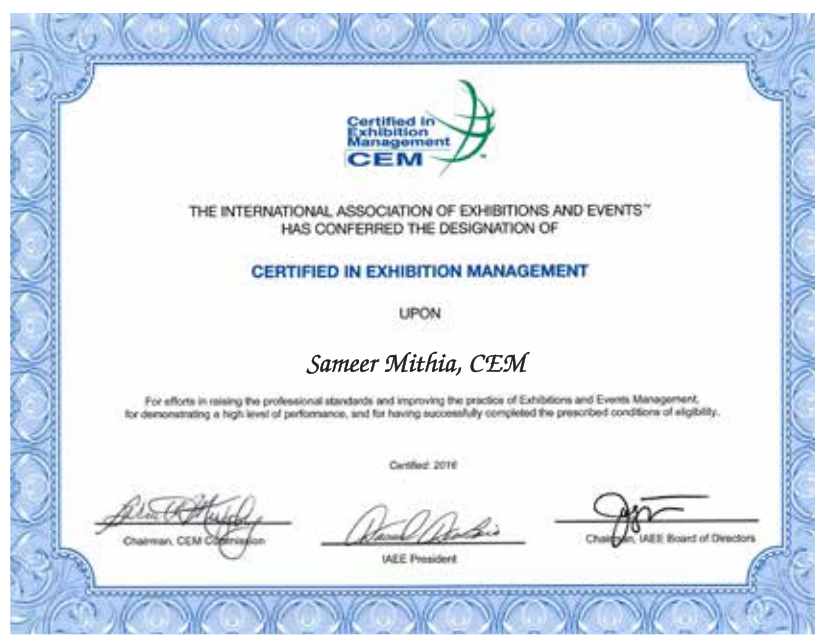 Certified in
Exhibition
Management
CEM
THE INTERNATIONAL ASSOCIATION OF EXHIBITIONS AND EVENTS™
HAS CONFERRED THE DESIGNATION OF
CERTIFIED IN EXHIBITION MANAGEMENT
UPON
Sameer Mithia, CEM
For efforts in raising the professional standards and improving the practice of Exhibitions and Events Management,
for demonstrating a high level of performance, and for having successfully completed the prescribed conditions of eligibility.
Certified: 2016
Chairman, CEM Commission
IAEE President
Chairman, IAEE Board of Directors